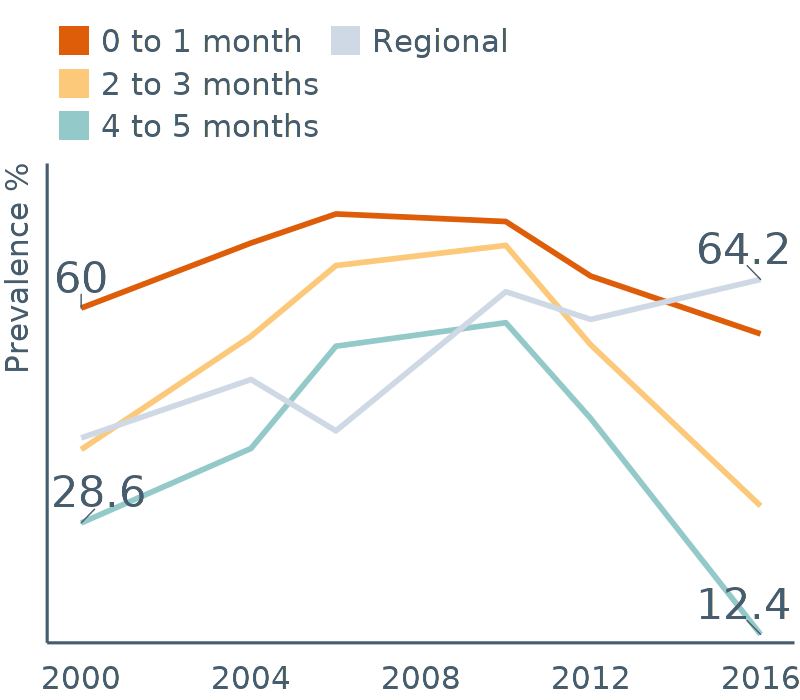 0 to 1 month
Regional
2 to 3 months
4 to 5 months
Prevalence %
60
64.2
28.6
12.4
2000 2004 2008 2012 2016